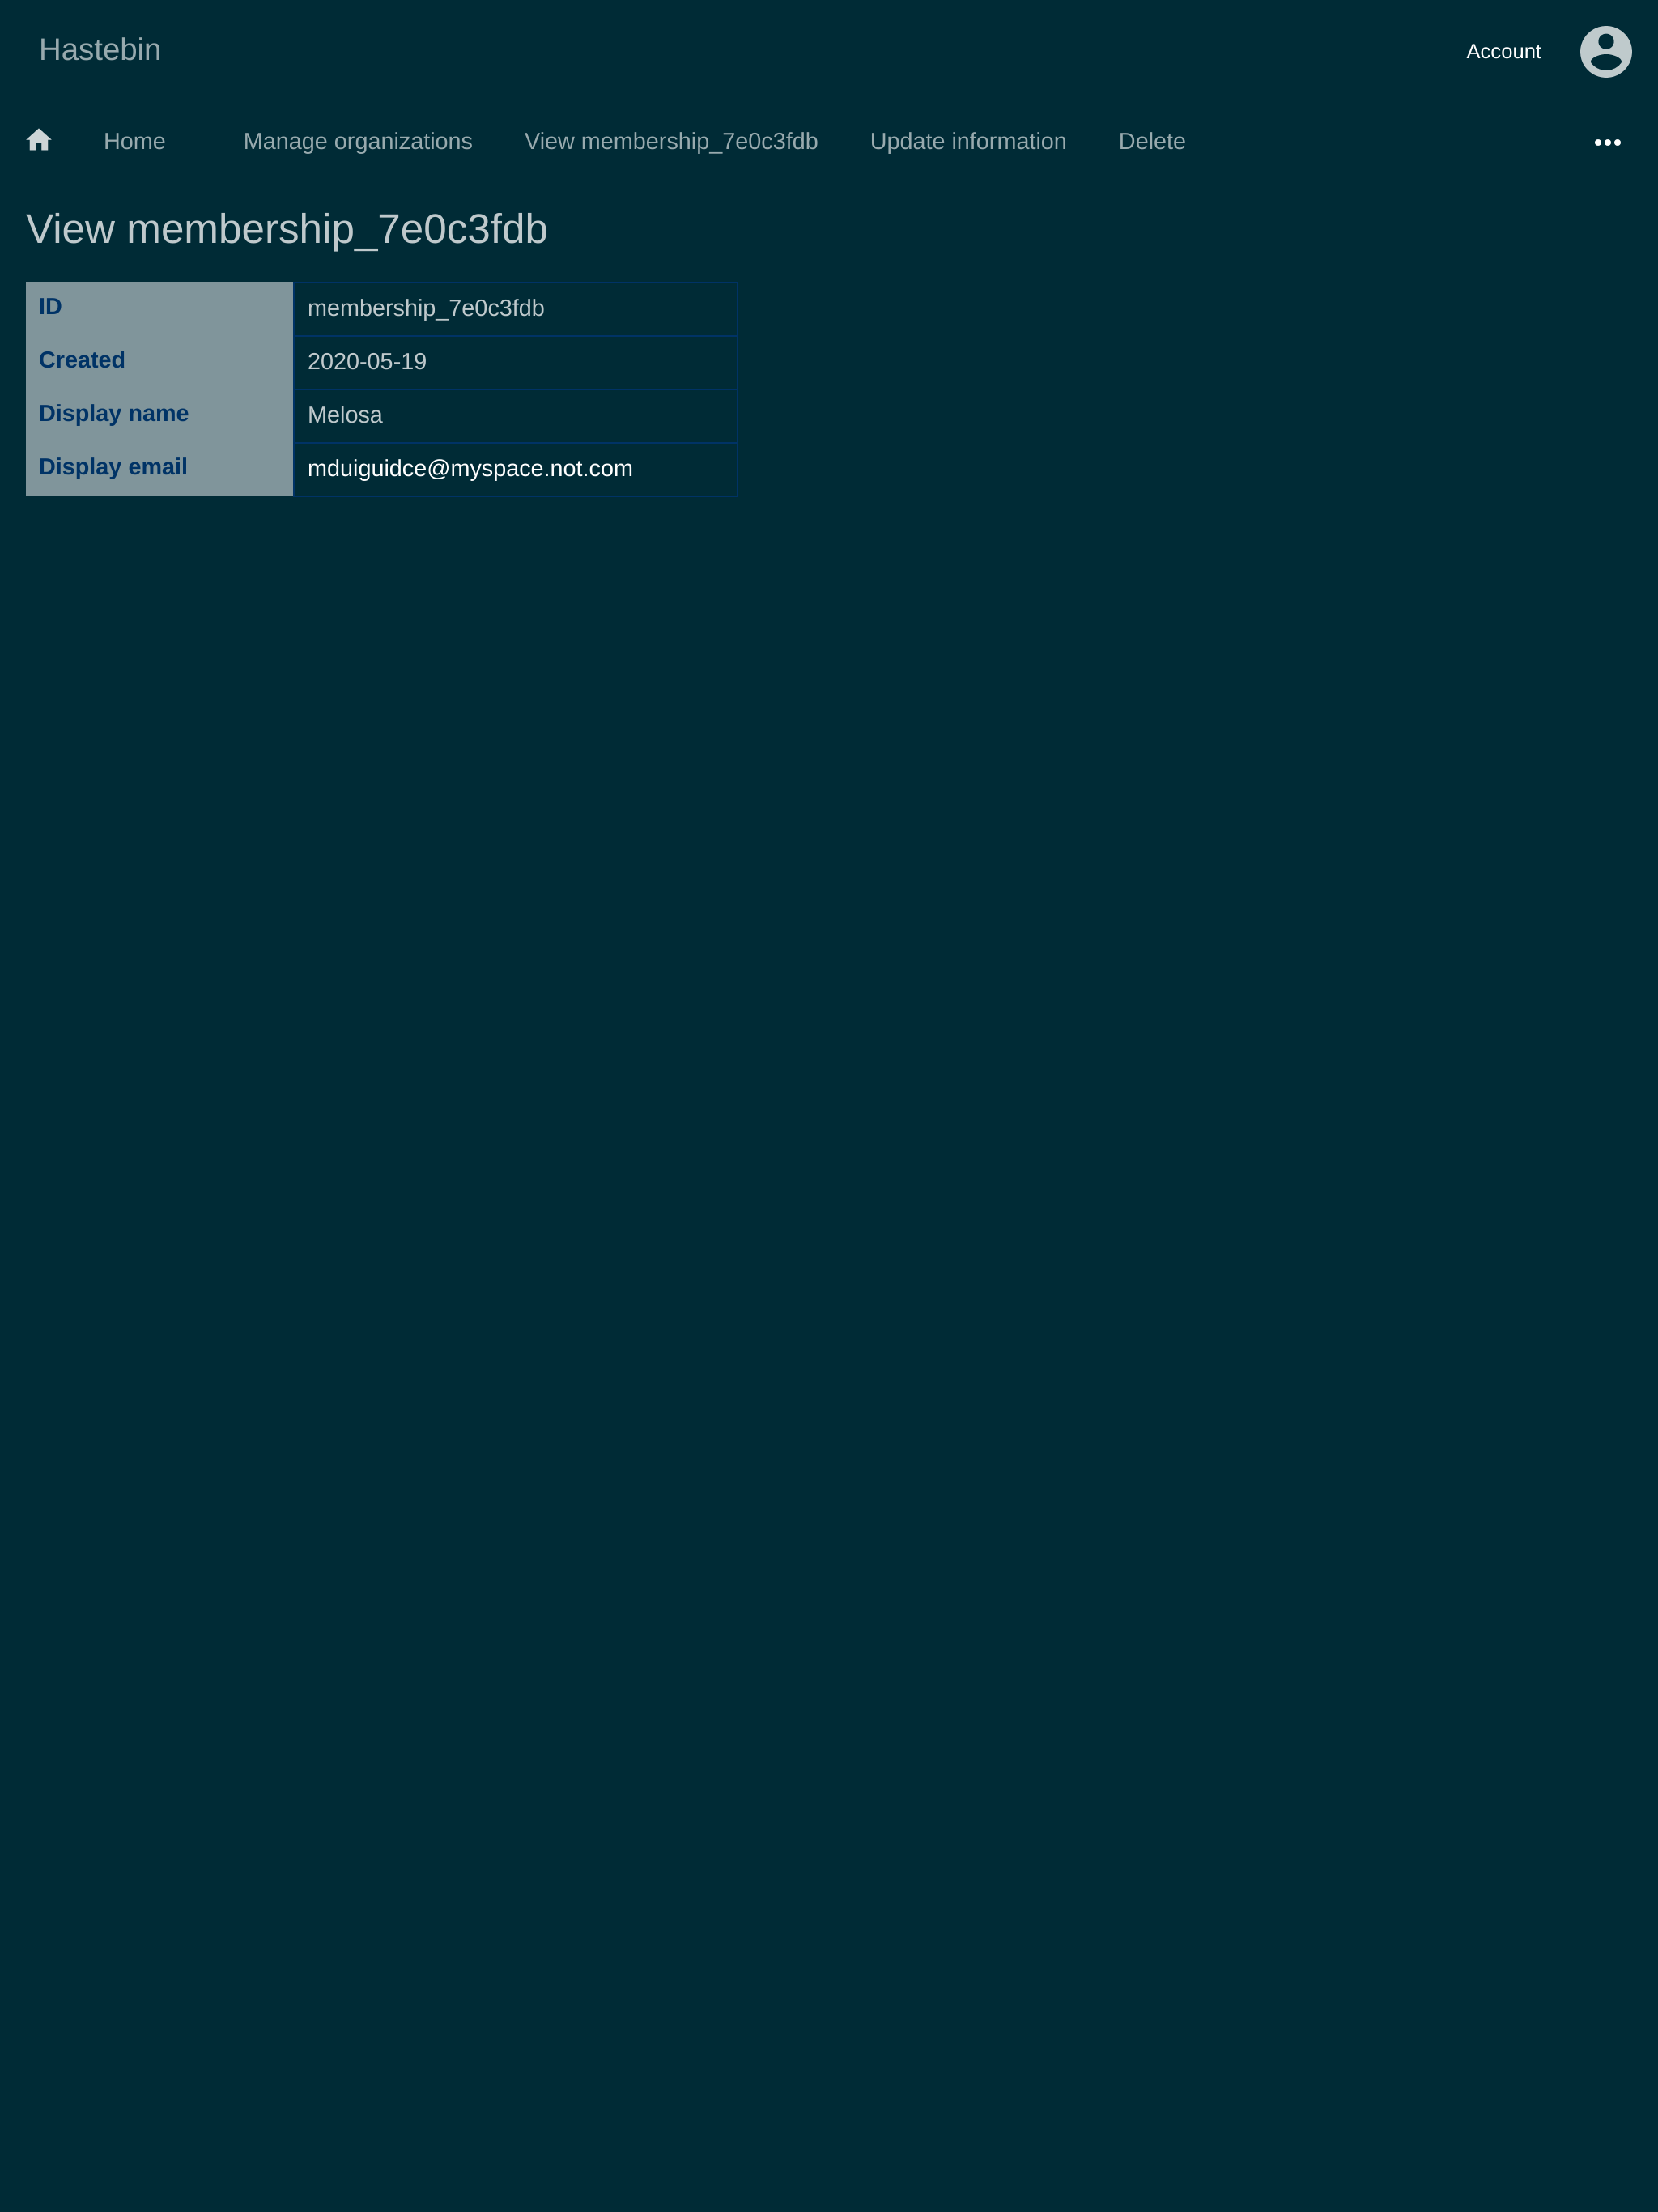 Hastebin
Account
Home Manage organizations View membership_7e0c3fdb Update information Delete
View membership_7e0c3fdb
ID membership_7e0c3fdb
Created 2020-05-19
Display name Melosa
Display email mduiguidce@myspace.not.com